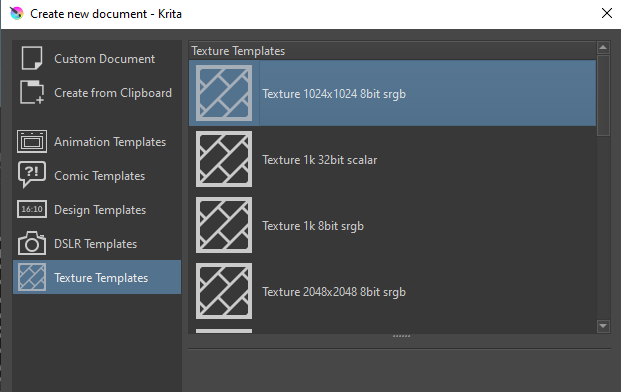 Create new document - Krita
Custom Document
Create from Clipboard
Animation Templates
?!
Comic Templates
16:10
Design Templates
DSLR Templates
Texture Templates
Texture Templates
Texture 1024x1024 8bit srgb
Texture 1k 32bit scalar
Texture 1k 8bit srgb
Texture 2048x2048 8bit srgb